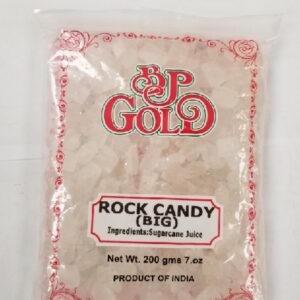 BJP
GOLD
ROCK CANDY
(BIG)
Ingredients:Sugarcane Juice
Net Wt. 200 gms 7.oz
PRODUCT OF INDIA